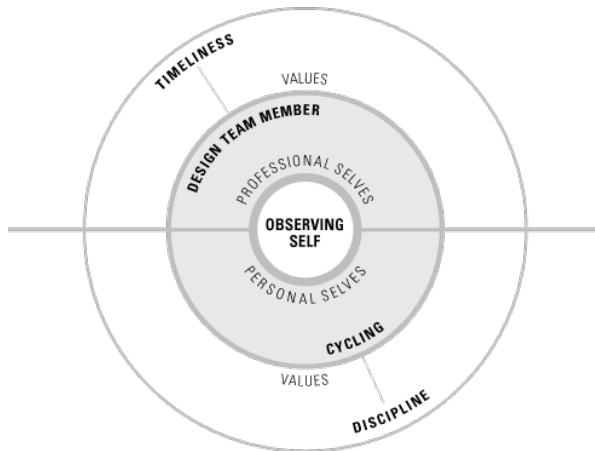 TIMELINESS
VALUES
DESIGN TEAM MEMBER
PROFESSIONAL SELVES
OBSERVING
SELF
PERSONAL SELVES
CYCLING
VALUES
DISCIPLINE